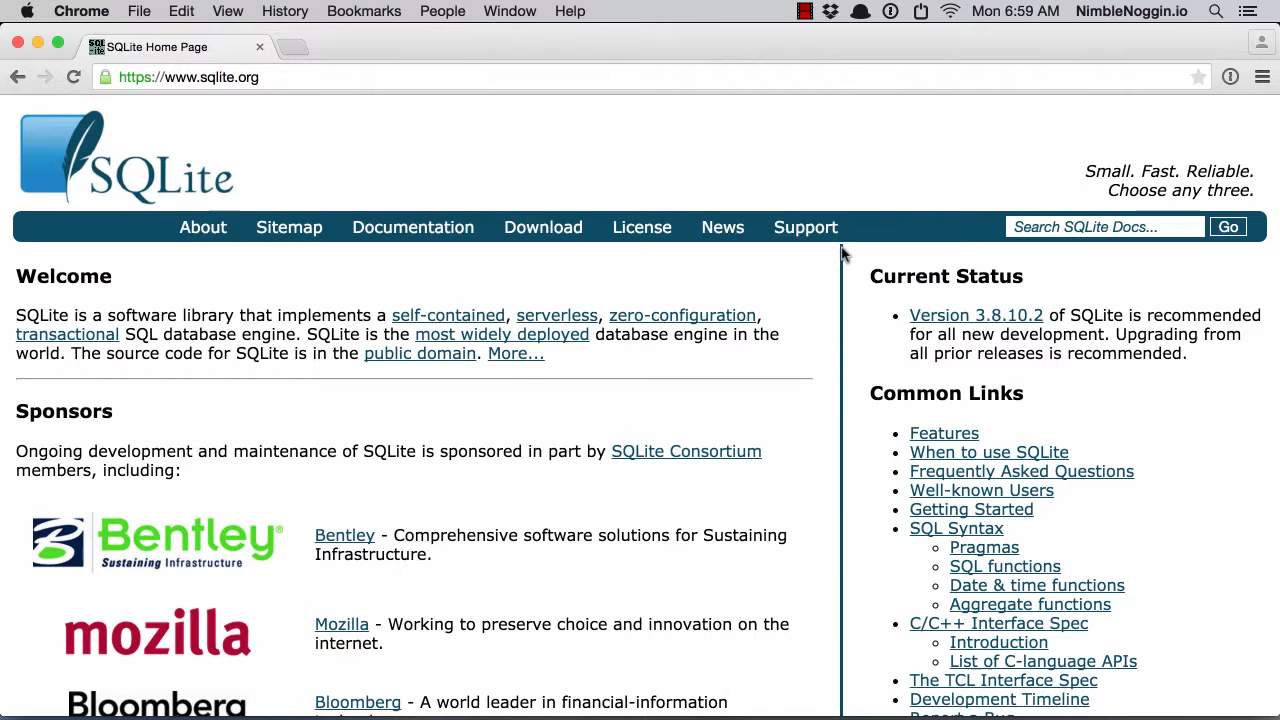 Chrome File Edit View History Bookmarks People Window Help Mon 6:59 AM NimbleNoggin.io
SQLite Home Page
https://www.sqlite.org
SQLite
Small. Fast. Reliable.
Choose any three.
About Sitemap Documentation Download License News Support Search SQLite Docs... Go
Welcome
SQLite is a software library that implements a self-contained, serverless, zero-configuration,
transactional SQL database engine. SQLite is the most widely deployed database engine in the
world. The source code for SQLite is in the public domain. More...
Sponsors
Ongoing development and maintenance of SQLite is sponsored in part by SQLite Consortium
members, including:
Bentley
Sustaining Infrastructure
Bentley - Comprehensive software solutions for Sustaining
Infrastructure.
mozilla
Mozilla - Working to preserve choice and innovation on the
internet.
Bloomberg
Bloomberg - A world leader in financial-information
Current Status
• Version 3.8.10.2 of SQLite is recommended
for all new development. Upgrading from
all prior releases is recommended.
Common Links
• Features
• When to use SQLite
• Frequently Asked Questions
• Well-known Users
• Getting Started
• SQL Syntax
◦ Pragmas
◦ SQL functions
◦ Date & time functions
◦ Aggregate functions
• C/C++ Interface Spec
◦ Introduction
◦ List of C-language APIs
• The TCL Interface Spec
• Development Timeline